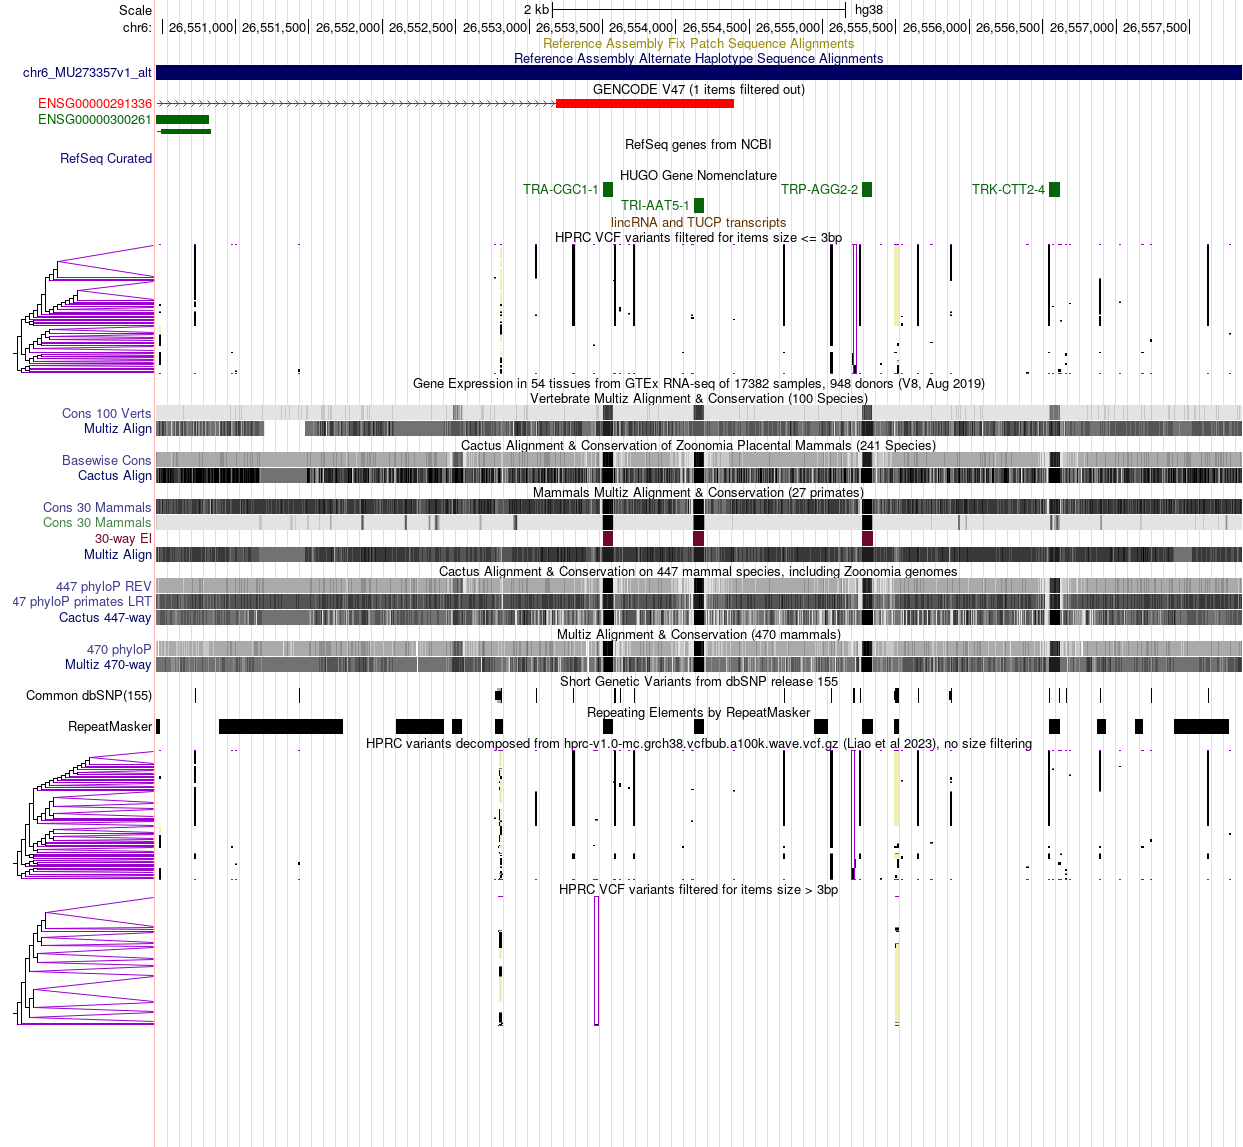 Scale 2 kb hg38
chr6: 26,551,000 26,551,500 26,552,000 26,552,500 26,553,000 26,553,500 26,554,000 26,554,500 26,555,000 26,555,500 26,556,000 26,556,500 26,557,000 26,557,500
Reference Assembly Fix Patch Sequence Alignments
Reference Assembly Alternate Haplotype Sequence Alignments
chr6_MU273357v1_alt
GENCODE V47 (1 items filtered out)
ENSG00000291336
ENSG00000300261
RefSeq genes from NCBI
RefSeq Curated
HUGO Gene Nomenclature
TRA-CGC1-1 TRP-AGG2-2 TRK-CTT2-4
TRI-AAT5-1
lincRNA and TUCP transcripts
HPRC VCF variants filtered for items size <= 3bp
Gene Expression in 54 tissues from GTEx RNA-seq of 17382 samples, 948 donors (V8, Aug 2019)
Vertebrate Multiz Alignment & Conservation (100 Species)
Cons 100 Verts
Multiz Align
Cactus Alignment & Conservation of Zoonomia Placental Mammals (241 Species)
Basewise Cons
Cactus Align
Mammals Multiz Alignment & Conservation (27 primates)
Cons 30 Mammals
Cons 30 Mammals
30-way El
Multiz Align
Cactus Alignment & Conservation on 447 mammal species, including Zoonomia genomes
447 phyloP REV
47 phyloP primates LRT
Cactus 447-way
Multiz Alignment & Conservation (470 mammals)
470 phyloP
Multiz 470-way
Short Genetic Variants from dbSNP release 155
Common dbSNP(155)
Repeating Elements by RepeatMasker
RepeatMasker
HPRC variants decomposed from hprc-v1.0-mc.grch38.vcfbub.a100k.wave.vcf.gz (Liao et al 2023), no size filtering
HPRC VCF variants filtered for items size > 3bp